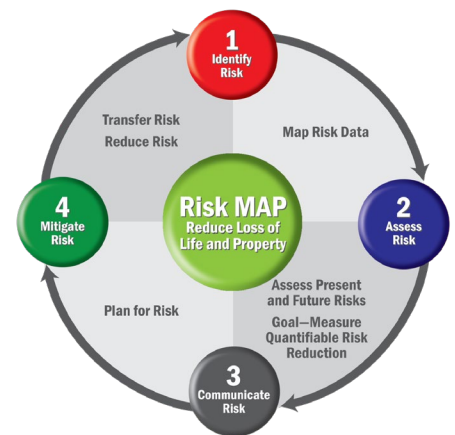 1
Identify
Risk
Transfer Risk
Reduce Risk
Map Risk Data
4
Mitigate
Risk
Risk MAP
Reduce Loss of
Life and Property
2
Assess
Risk
Plan for Risk
Assess Present
and Future Risks
Goal—Measure
Quantifiable Risk
Reduction
3
Communicate
Risk